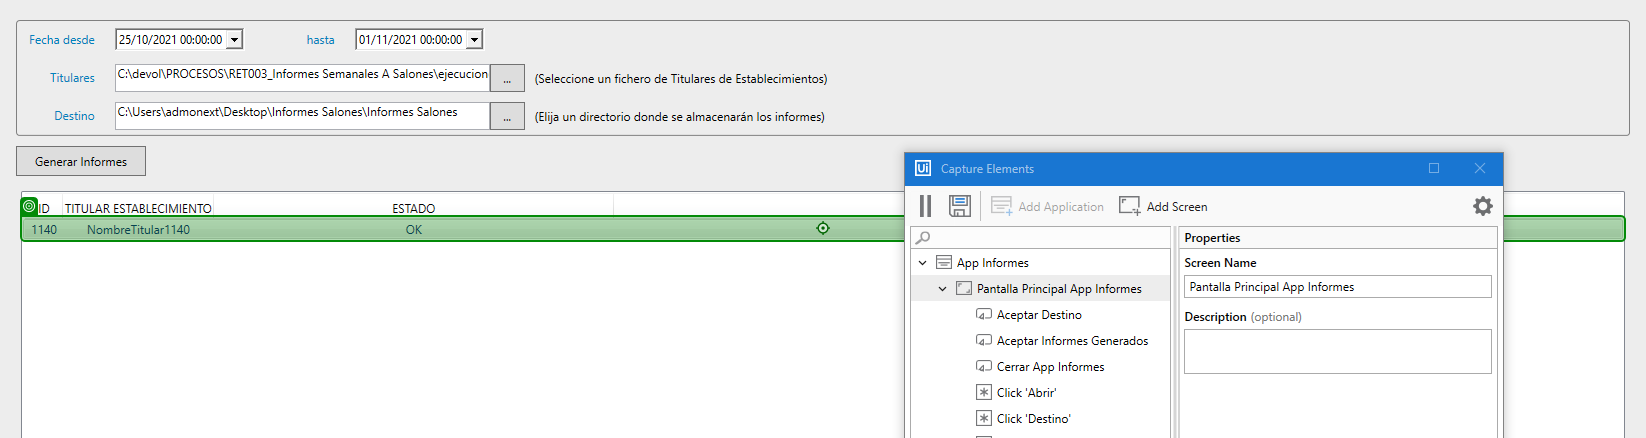 Fecha desde 25/10/2021 00:00:00 hasta 01/11/2021 00:00:00
Titulares C:\devol\PROCESOS\RET003_Informes Semanales A Salones\ejecucion ... (Seleccione un fichero de Titulares de Establecimientos)
Destino C:\Users\admonext\Desktop\Informes Salones\Informes Salones ... (Elija un directorio donde se almacenarán los informes)
Generar Informes
ID TITULAR ESTABLECIMIENTO ESTADO
1140 NombreTitular1140 OK
Ui Capture Elements
Add Application Add Screen
App Informes
Pantalla Principal App Informes
Aceptar Destino
Aceptar Informes Generados
Cerrar App Informes
Click 'Abrir'
Click 'Destino'
Properties
Screen Name
Pantalla Principal App Informes
Description (optional)